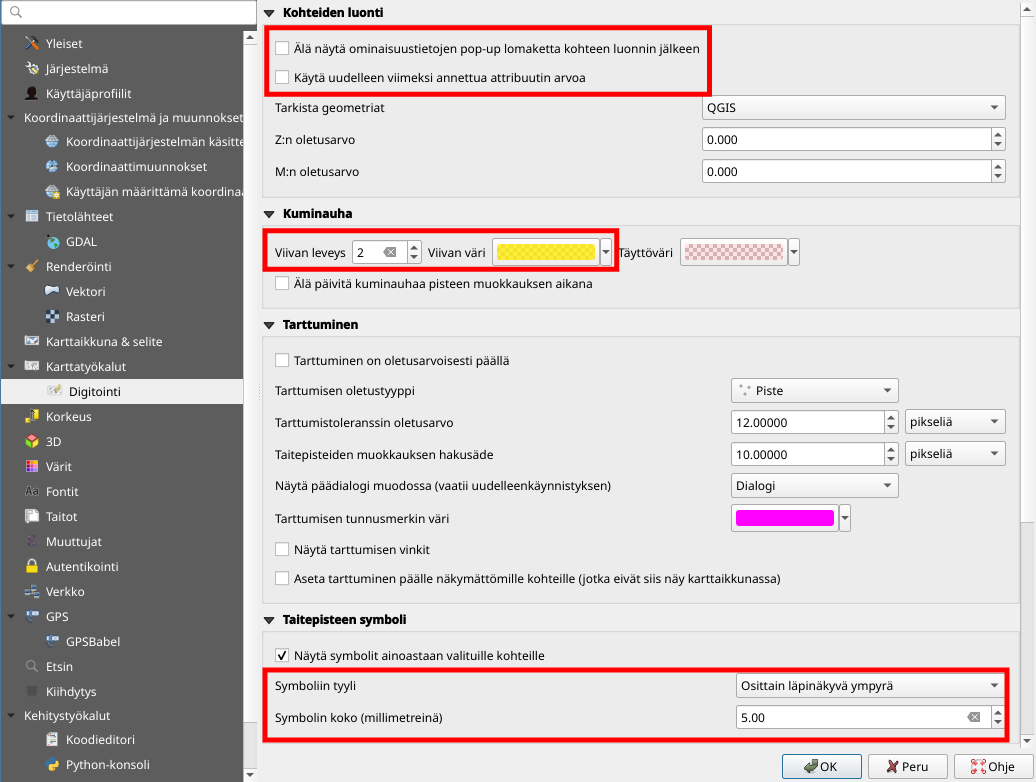 Yleiset
Järjestelmä
Käyttäjäprofiilit
Koordinaattijärjestelmä ja muunnokset
Koordinaattijärjestelmän käsitte
Koordinaattimuunnokset
Käyttäjän määrittämä koordinaa
Tietolähteet
GDAL
Renderöinti
Vektori
Rasteri
Karttaikkuna & selite
Karttatyökalut
Digitointi
Korkeus
3D
Värit
Fontit
Taitot
Muuttujat
Autentikointi
Verkko
GPS
GPSBabel
Etsin
Kiihdytys
Kehitystyökalut
Koodieditori
Python-konsoli
Kohteiden luonti
Älä näytä ominaisuustietojen pop-up lomaketta kohteen luonnin jälkeen
Käytä uudelleen viimeksi annettua attribuutin arvoa
Tarkista geometriat QGIS
Z:n oletusarvo 0.000
M:n oletusarvo 0.000
Kuminauha
Viivan leveys 2 Viivan väri Täyttöväri
Älä päivitä kuminauhaa pisteen muokkauksen aikana
Tarttuminen
Tarttuminen on oletusarvoisesti päällä
Tarttumisen oletustyyppi Piste
Tarttumistoleranssin oletusarvo 12.00000 pikseliä
Taitepisteiden muokkauksen hakusäde 10.00000 pikseliä
Näytä päädialogi muodossa (vaatii uudelleenkäynnistyksen) Dialogi
Tarttumisen tunnusmerkin väri
Näytä tarttumisen vinkit
Aseta tarttuminen päälle näkymättömille kohteille (jotka eivät siis näy karttaikkunassa)
Taitepisteen symboli
Näytä symbolit ainoastaan valituille kohteille
Symboliin tyyli Osittain läpinäkyvä ympyrä
Symbolin koko (millimetreinä) 5.00
OK Peru Ohje